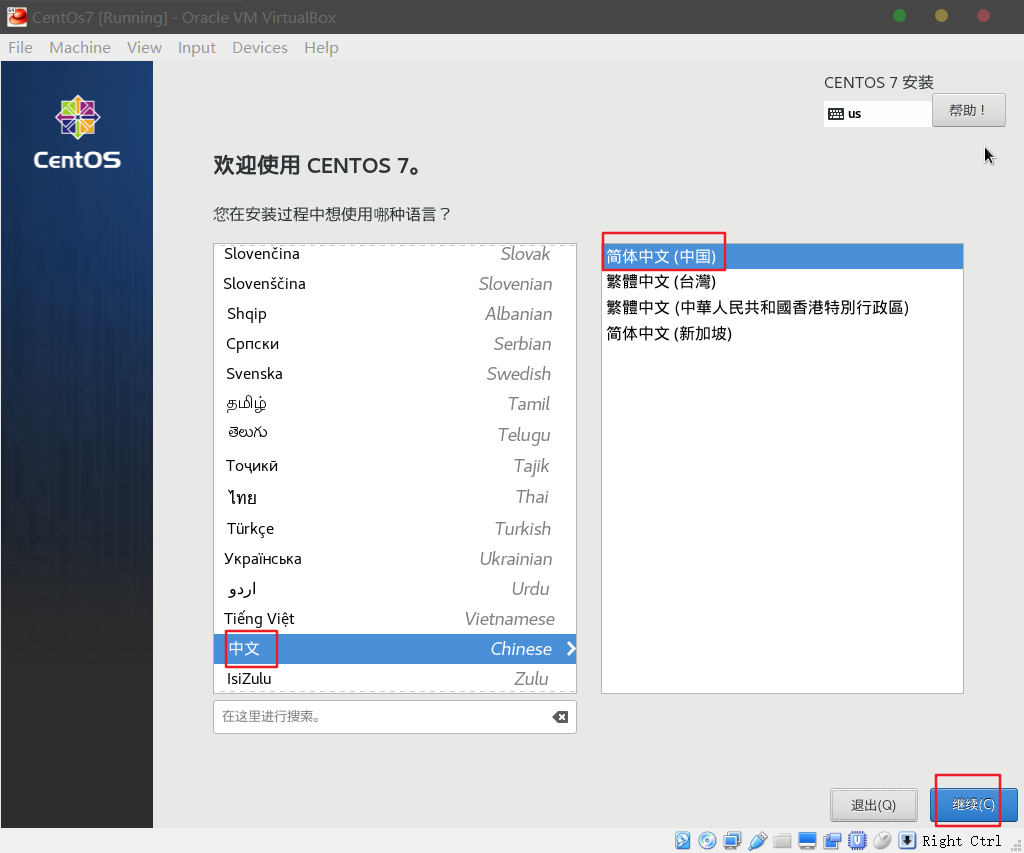 CentOs7 [Running] - Oracle VM VirtualBox
File Machine View Input Devices Help
CentOS
CENTOS 7 安装
us
帮助！
欢迎使用 CENTOS 7。
您在安装过程中想使用哪种语言？
Slovenčina Slovak
Slovenščina Slovenian
Shqip Albanian
Српски Serbian
Svenska Swedish
தமிழ் Tamil
తెలుగు Telugu
Тоҷикӣ Tajik
ไทย Thai
Türkçe Turkish
Українська Ukrainian
اردو Urdu
Tiếng Việt Vietnamese
中文 Chinese
IsiZulu Zulu
在这里进行搜索。
简体中文 (中国)
繁體中文 (台灣)
繁體中文 (中華人民共和國香港特別行政區)
简体中文 (新加坡)
退出(Q)
继续(C)
Right Ctrl